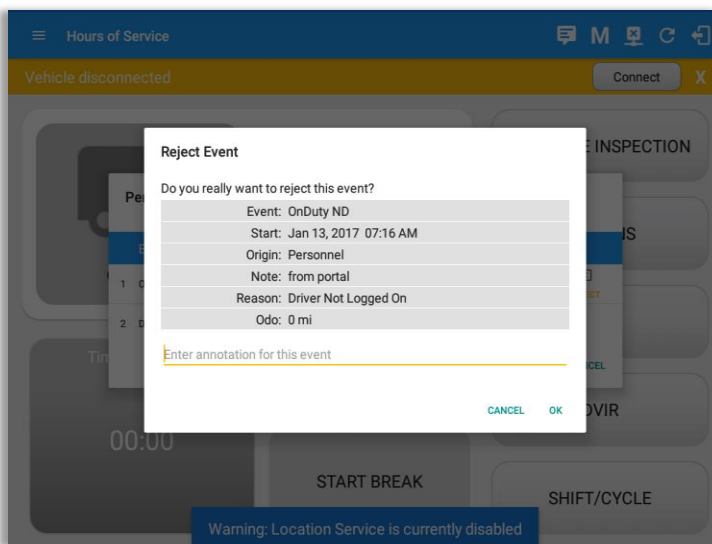 Hours of Service
M
Vehicle disconnected
Connect
X
Reject Event
Do you really want to reject this event?
Event: OnDuty ND
Start: Jan 13, 2017 07:16 AM
Origin: Personnel
Note: from portal
Reason: Driver Not Logged On
Odo: 0 mi
Enter annotation for this event
CANCEL
OK
INSPECTION
Pe
1
2 D
00:00
START BREAK
SHIFT/CYCLE
Warning: Location Service is currently disabled